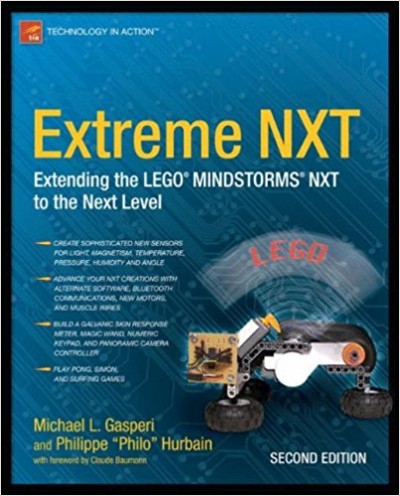 TECHNOLOGY IN ACTION™
Extreme NXT
Extending the LEGO® MINDSTORMS® NXT
to the Next Level
CREATE SOPHISTICATED NEW SENSORS
FOR LIGHT, MAGNETISM, TEMPERATURE,
PRESSURE, HUMIDITY AND ANGLE
ADVANCE YOUR NXT CREATIONS WITH
ALTERNATE SOFTWARE, BLUETOOTH
COMMUNICATIONS, NEW MOTORS,
AND MUSCLE WIRES
BUILD A GALVANIC SKIN RESPONSE
METER, MAGIC WAND, NUMERIC
KEYPAD, AND PANORAMIC CAMERA
CONTROLLER
PLAY PONG, SIMON,
AND SURFING GAMES
LEGO
Michael L. Gasperi
and Philippe "Philo" Hurbain
with foreword by Claude Baumann
SECOND EDITION